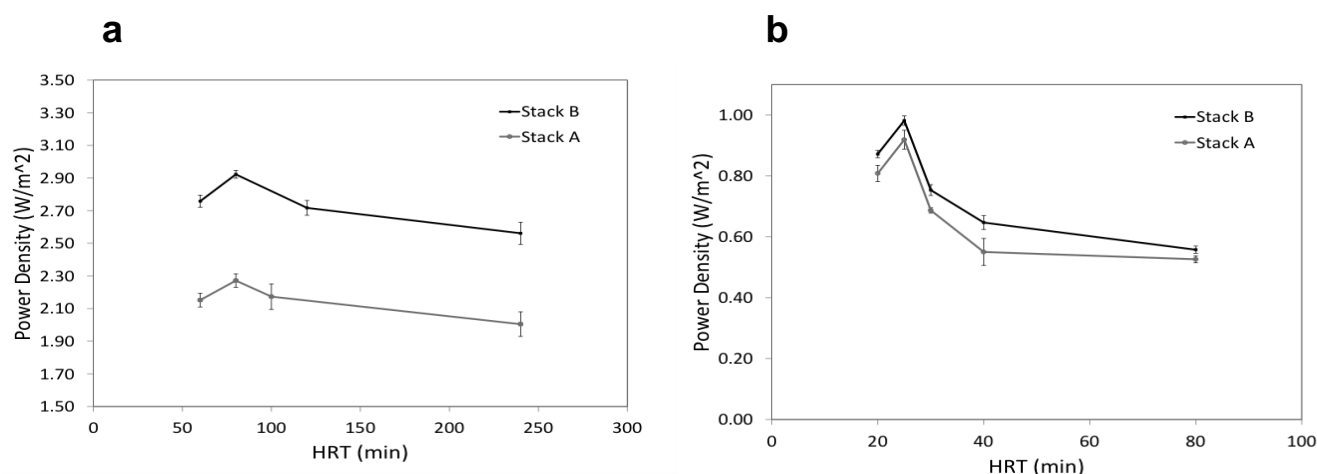 a
3.50
3.30
3.10
2.90
2.70
2.50
2.30
2.10
1.90
1.70
1.50
Power Density (W/m^2)
Stack B
Stack A
0 50 100 150 200 250 300
HRT (min)
b
1.00
0.80
0.60
0.40
0.20
0.00
Power Density (W/m^2)
Stack B
Stack A
0 20 40 60 80 100
HRT (min)